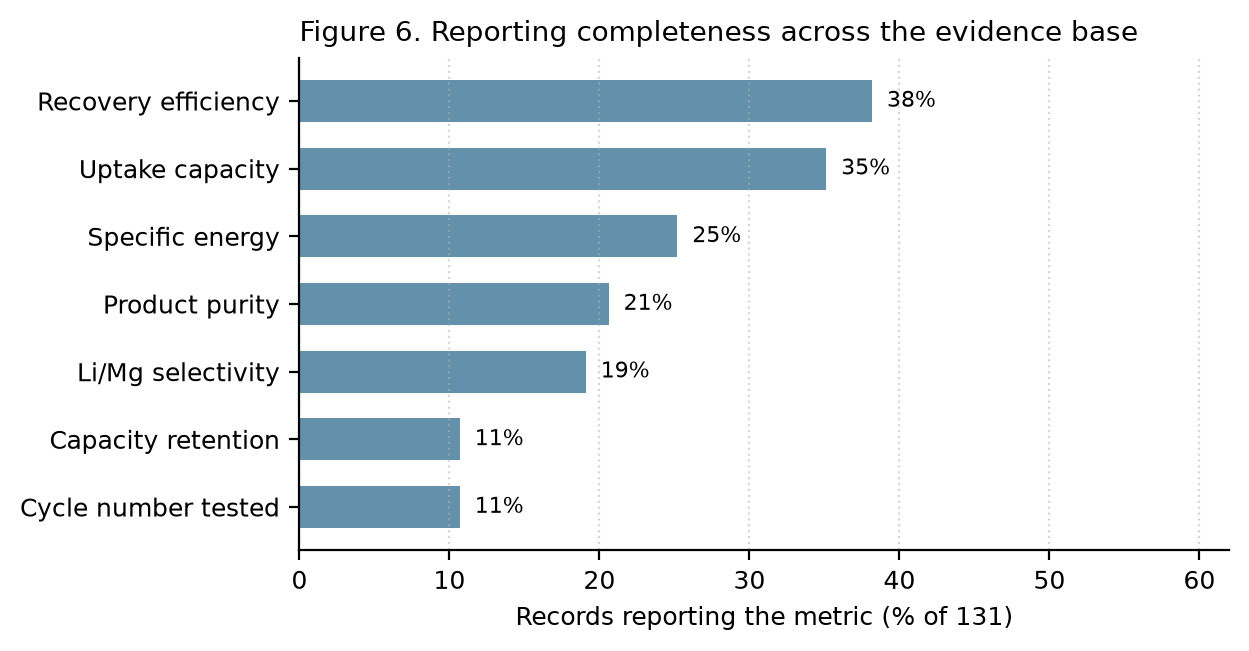 Figure 6. Reporting completeness across the evidence base
Recovery efficiency 38%
Uptake capacity 35%
Specific energy 25%
Product purity 21%
Li/Mg selectivity 19%
Capacity retention 11%
Cycle number tested 11%
0 10 20 30 40 50 60
Records reporting the metric (% of 131)